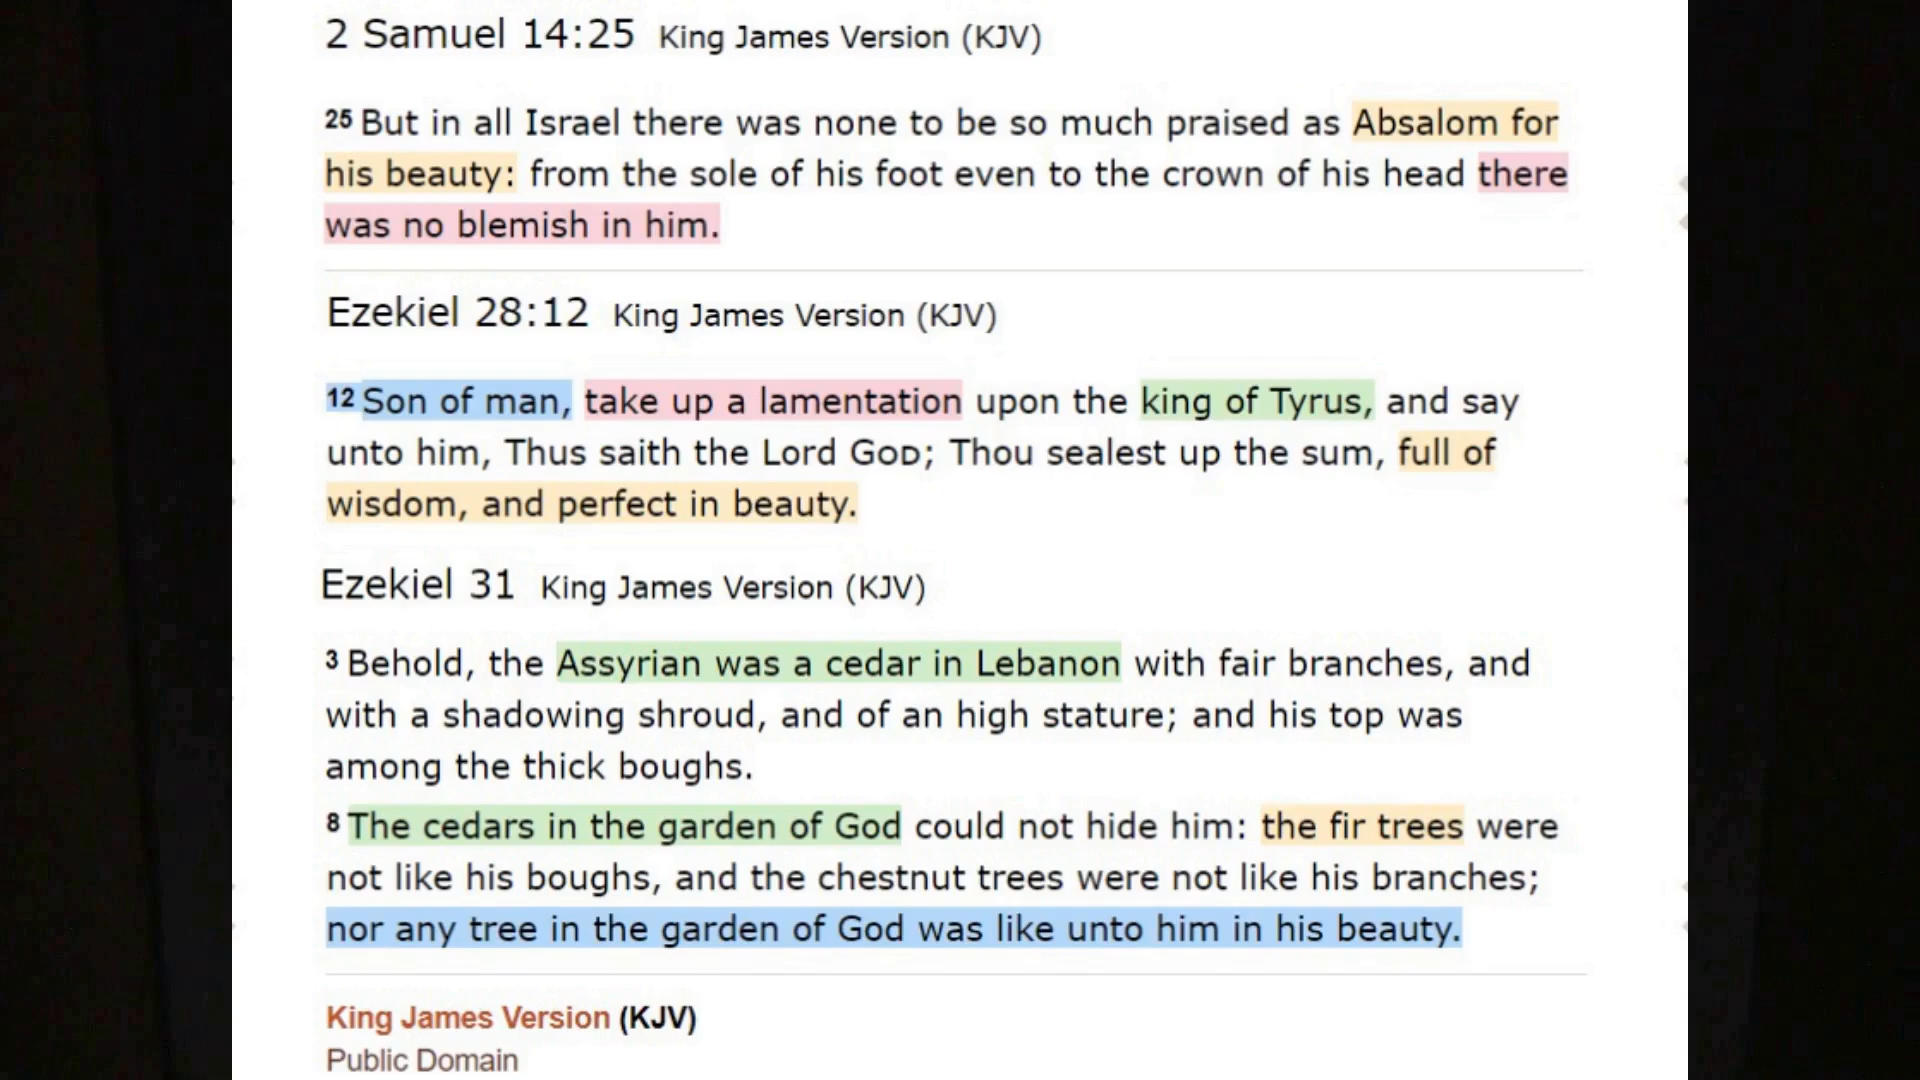 2 Samuel 14:25 King James Version (KJV)
25 But in all Israel there was none to be so much praised as Absalom for
his beauty: from the sole of his foot even to the crown of his head there
was no blemish in him.
Ezekiel 28:12 King James Version (KJV)
12 Son of man, take up a lamentation upon the king of Tyrus, and say
unto him, Thus saith the Lord GOD; Thou sealest up the sum, full of
wisdom, and perfect in beauty.
Ezekiel 31 King James Version (KJV)
3 Behold, the Assyrian was a cedar in Lebanon with fair branches, and
with a shadowing shroud, and of an high stature; and his top was
among the thick boughs.
8 The cedars in the garden of God could not hide him: the fir trees were
not like his boughs, and the chestnut trees were not like his branches;
nor any tree in the garden of God was like unto him in his beauty.
King James Version (KJV)
Public Domain